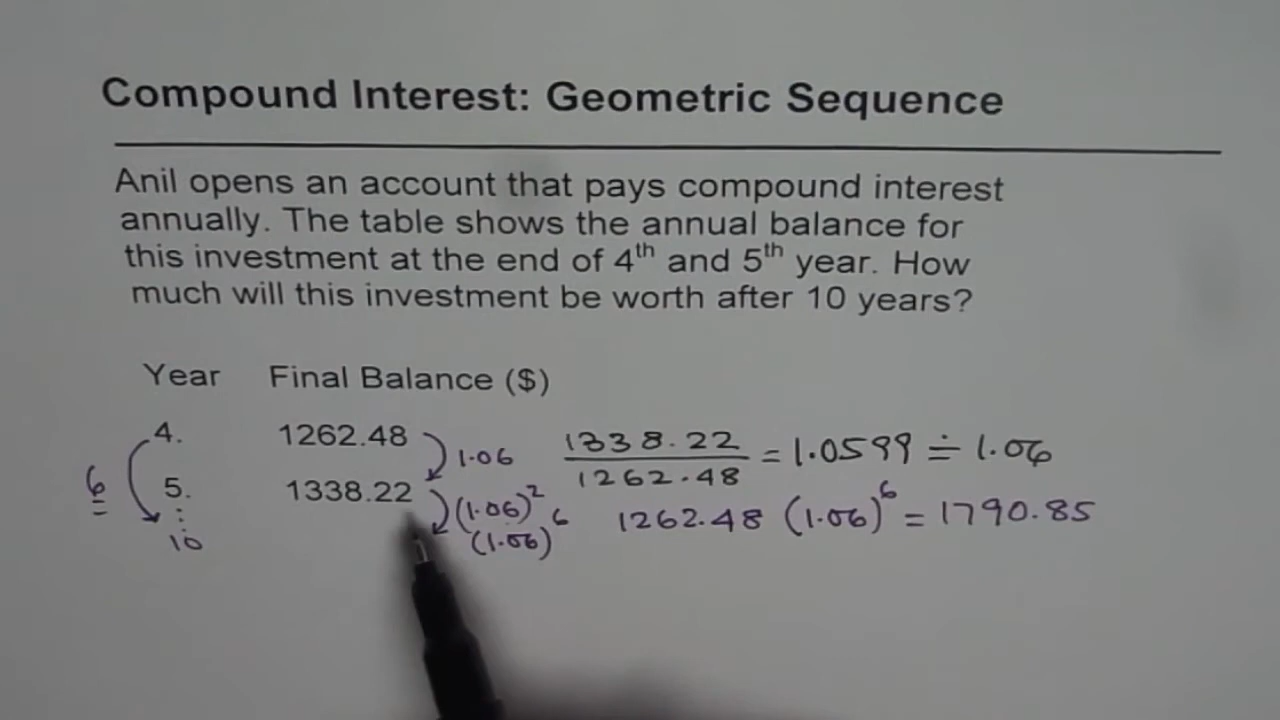 Compound Interest: Geometric Sequence
Anil opens an account that pays compound interest
annually. The table shows the annual balance for
this investment at the end of 4th and 5th year. How
much will this investment be worth after 10 years?
Year Final Balance ($)
4. 1262.48
1.06
1338.22/1262.48 = 1.0599 ≐ 1.06
6
5. 1338.22
(1.06)²
⋮
10
(1.06)⁶
1262.48 (1.06)⁶ = 1790.85